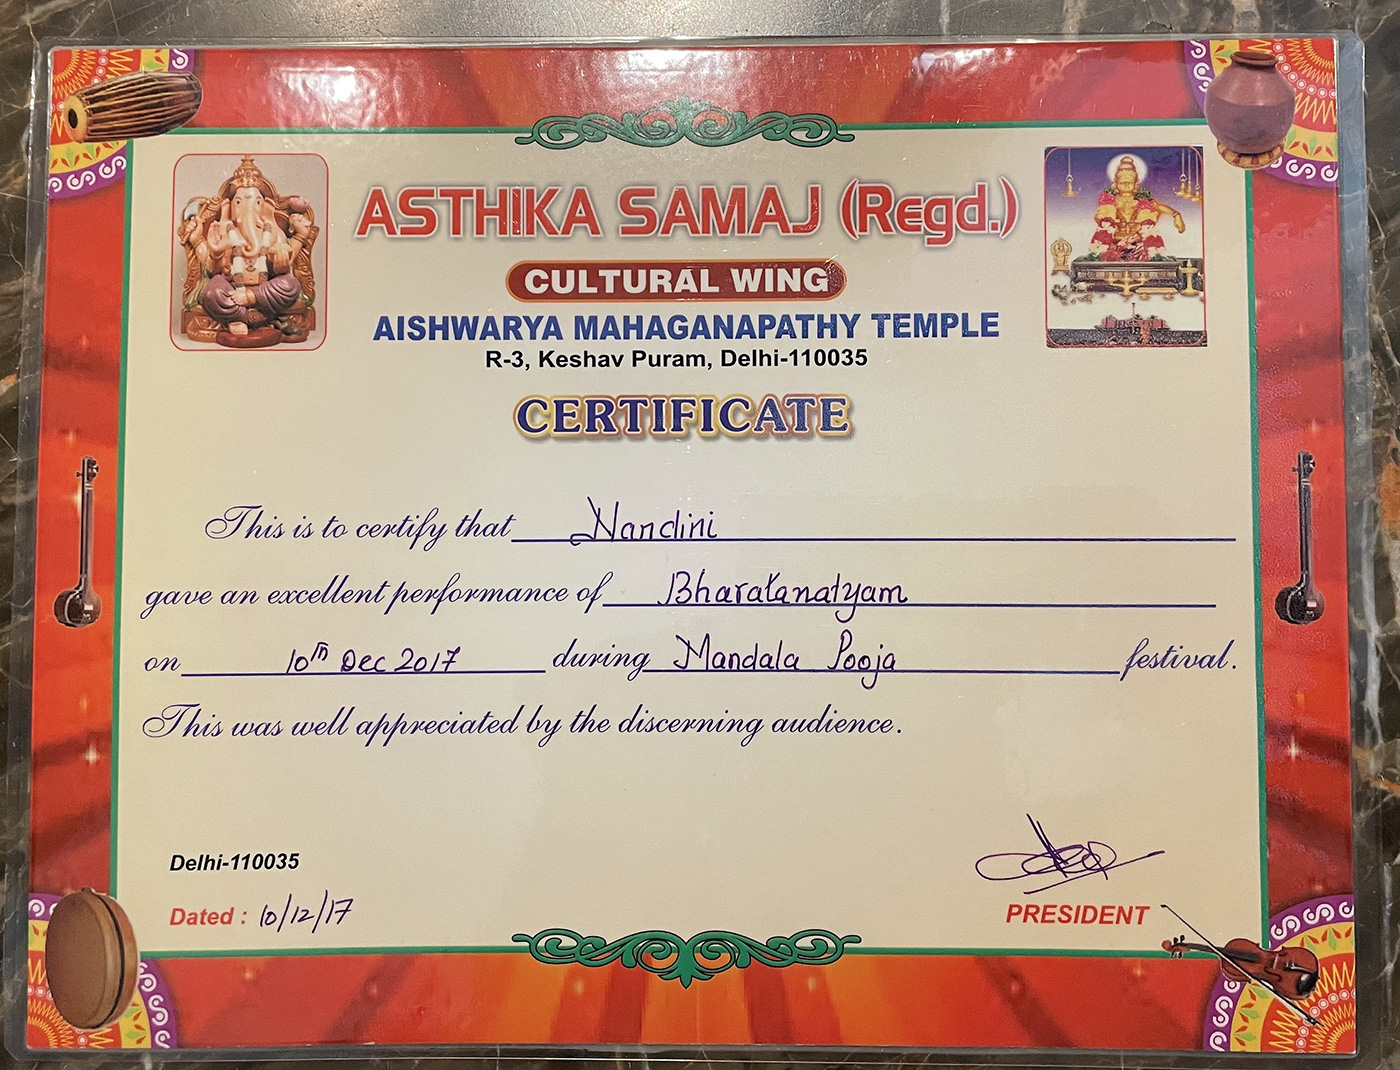 ASTHIKA SAMAJ (Regd.)
CULTURAL WING
AISHWARYA MAHAGANAPATHY TEMPLE
R-3, Keshav Puram, Delhi-110035
CERTIFICATE
This is to certify that Nandini
gave an excellent performance of Bharatanatyam
on 10th Dec 2017 during Mandala Pooja festival.
This was well appreciated by the discerning audience.
Delhi-110035
Dated : 10/12/17
PRESIDENT